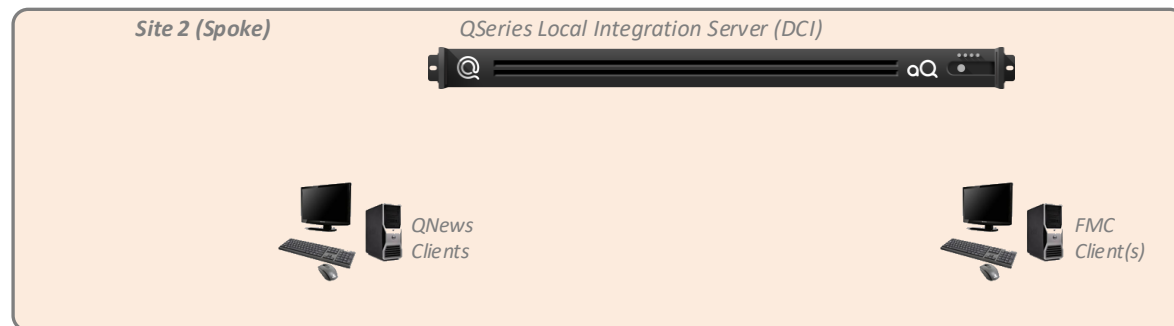 Site 2 (Spoke)
QSeries Local Integration Server (DCI)
aQ
QNews
Clients
FMC
Client(s)